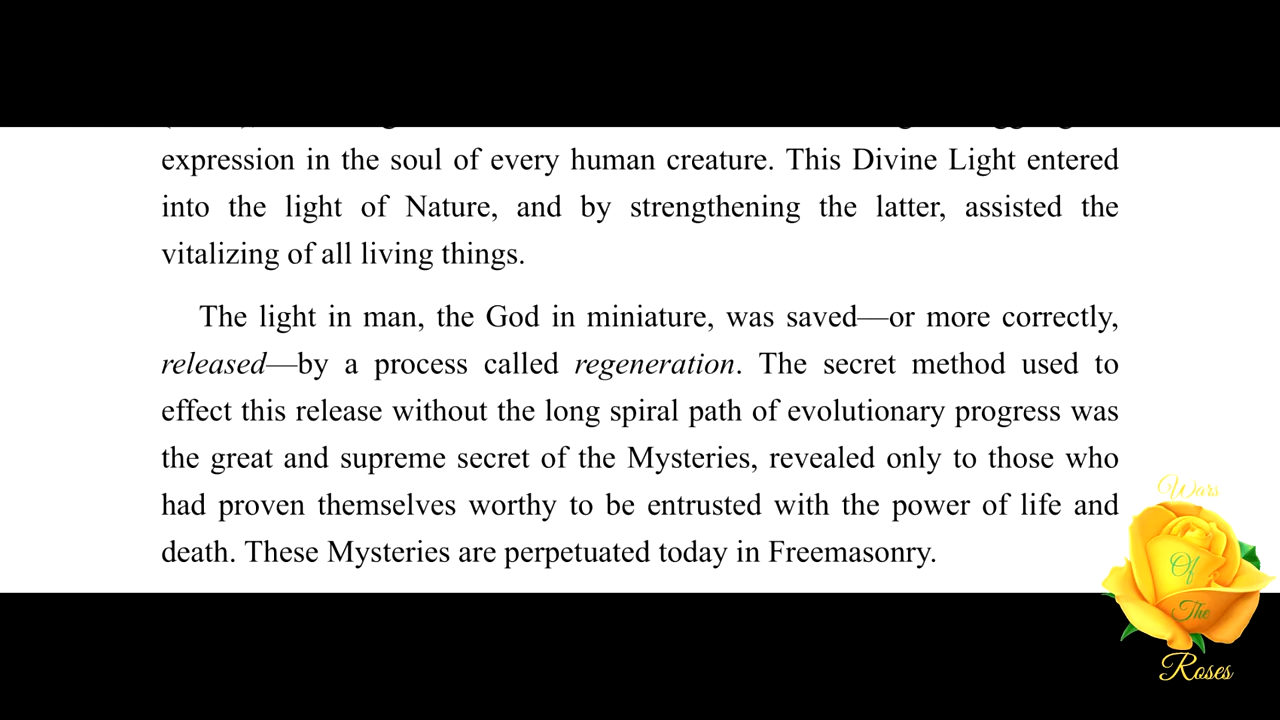 expression in the soul of every human creature. This Divine Light entered
into the light of Nature, and by strengthening the latter, assisted the
vitalizing of all living things.
The light in man, the God in miniature, was saved—or more correctly,
released—by a process called regeneration. The secret method used to
effect this release without the long spiral path of evolutionary progress was
the great and supreme secret of the Mysteries, revealed only to those who
had proven themselves worthy to be entrusted with the power of life and
death. These Mysteries are perpetuated today in Freemasonry.
Wars
Of
The
Roses